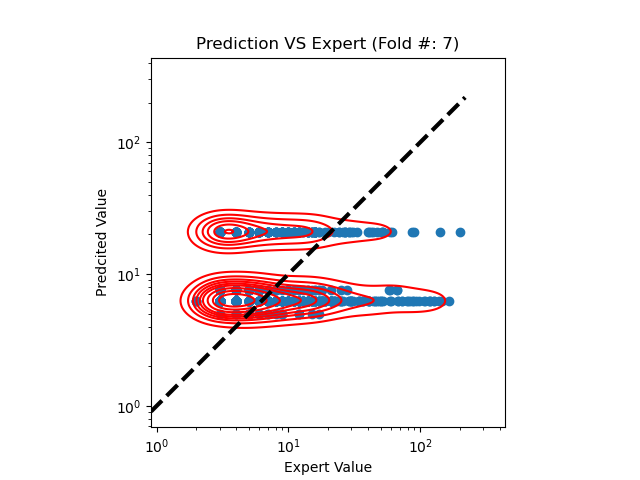 Prediction VS Expert (Fold #: 7)
Predcited Value
10²
10¹
10⁰
10⁰ 10¹ 10²
Expert Value